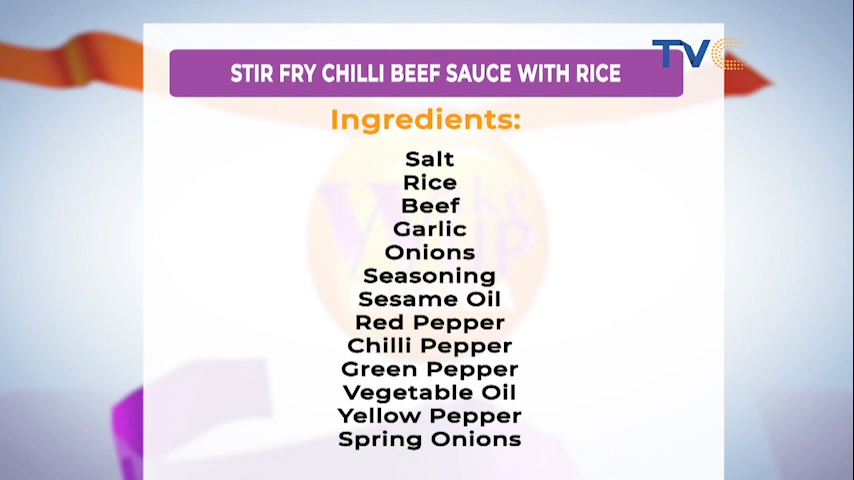 TVC
STIR FRY CHILLI BEEF SAUCE WITH RICE
Ingredients:
Salt
Rice
Beef
Garlic
Onions
Seasoning
Sesame Oil
Red Pepper
Chilli Pepper
Green Pepper
Vegetable Oil
Yellow Pepper
Spring Onions